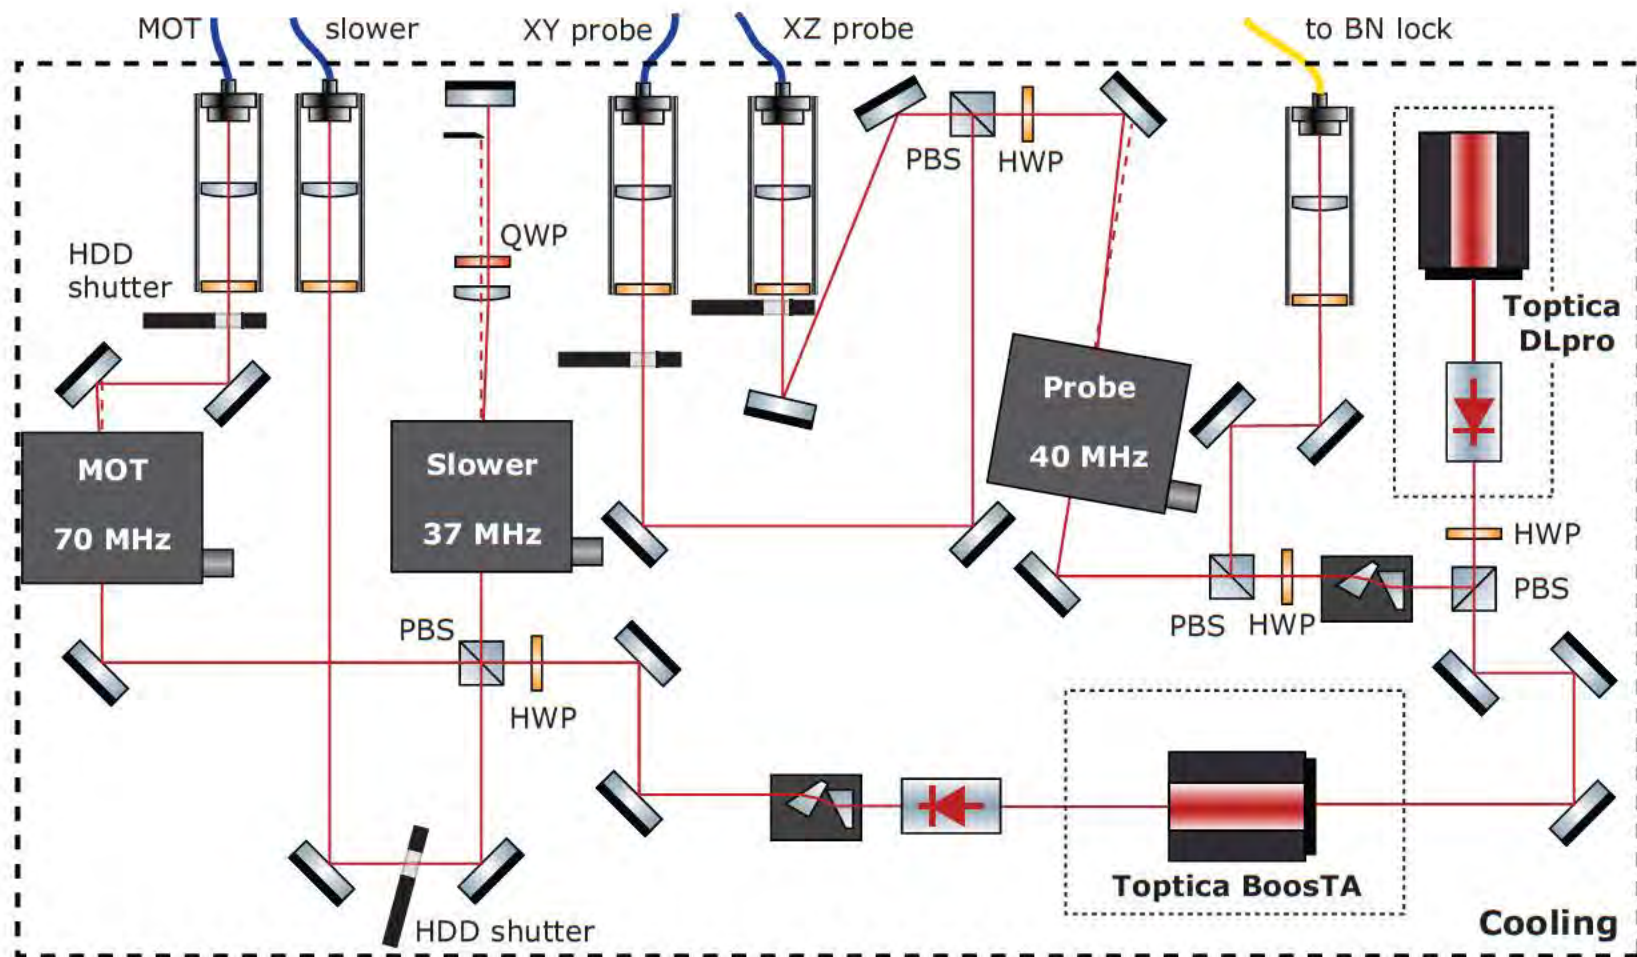 MOT
slower
XY probe
XZ probe
to BN lock
PBS
HWP
QWP
HDD
shutter
Toptica
DLpro
Probe
40 MHz
MOT
70 MHz
Slower
37 MHz
HWP
PBS
PBS
HWP
PBS
HWP
Toptica BoosTA
HDD shutter
Cooling